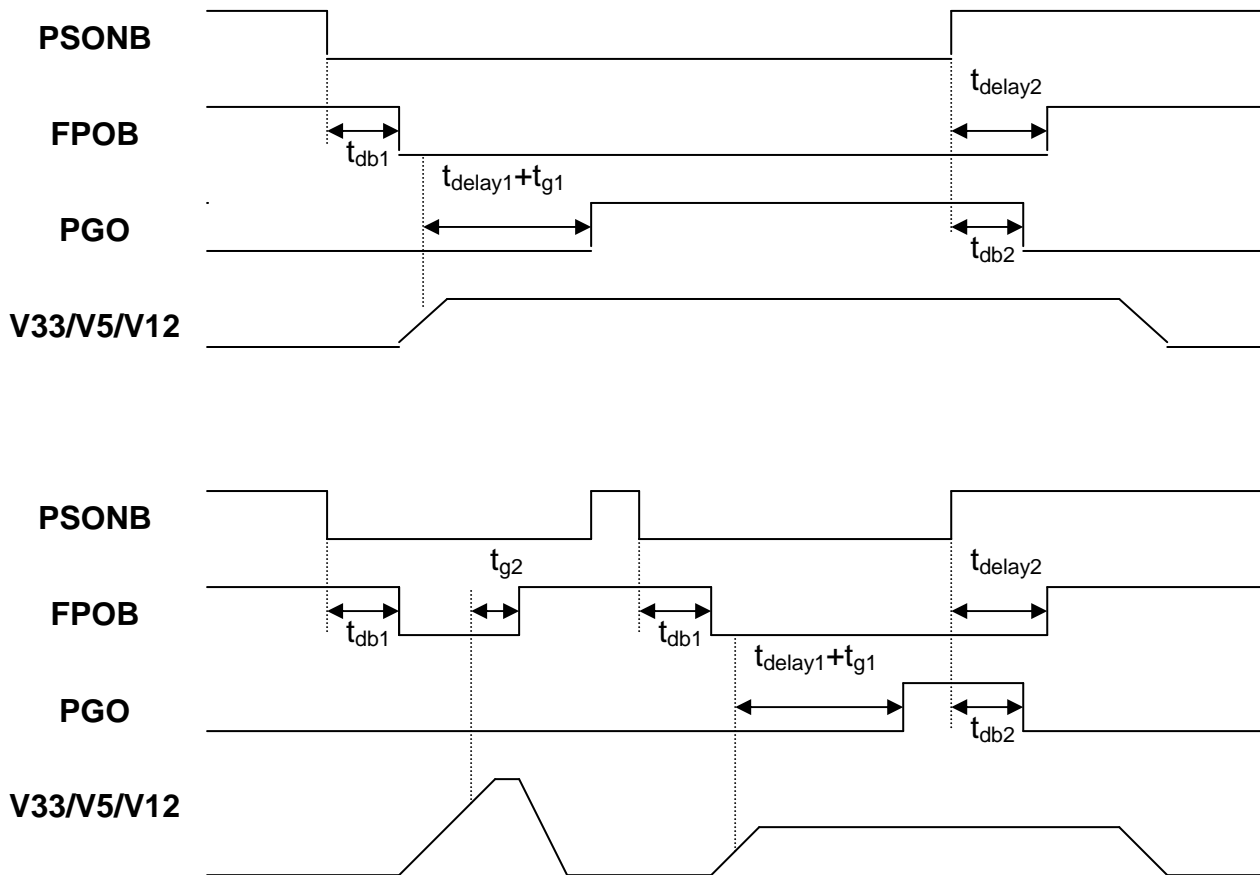 PSONB
t_delay2
FPOB
t_db1
t_delay1+t_g1
PGO
t_db2
V33/V5/V12
PSONB
t_g2
t_delay2
FPOB
t_db1
t_db1
t_delay1+t_g1
PGO
t_db2
V33/V5/V12